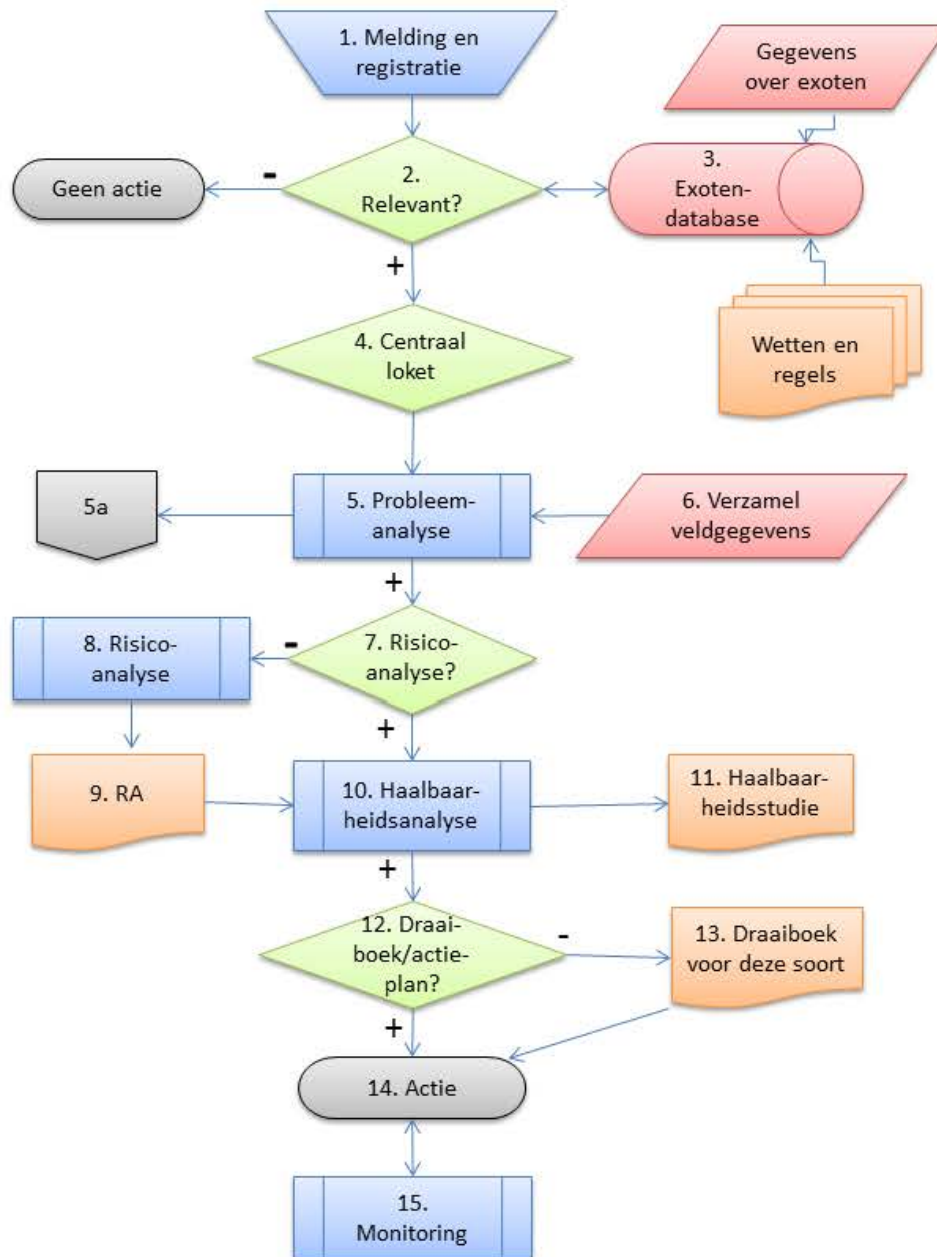 1. Melding en
registratie
Gegevens
over exoten
Geen actie
-
2.
Relevant?
3.
Exoten-
database
+
4. Centraal
loket
Wetten en
regels
5a
5. Probleem-
analyse
6. Verzamel
veldgegevens
+
8. Risico-
analyse
-
7. Risico-
analyse?
+
9. RA
10. Haalbaar-
heidsanalyse
11. Haalbaar-
heidsstudie
+
12. Draai-
boek/actie-
plan?
-
13. Draaiboek
voor deze soort
+
14. Actie
15.
Monitoring